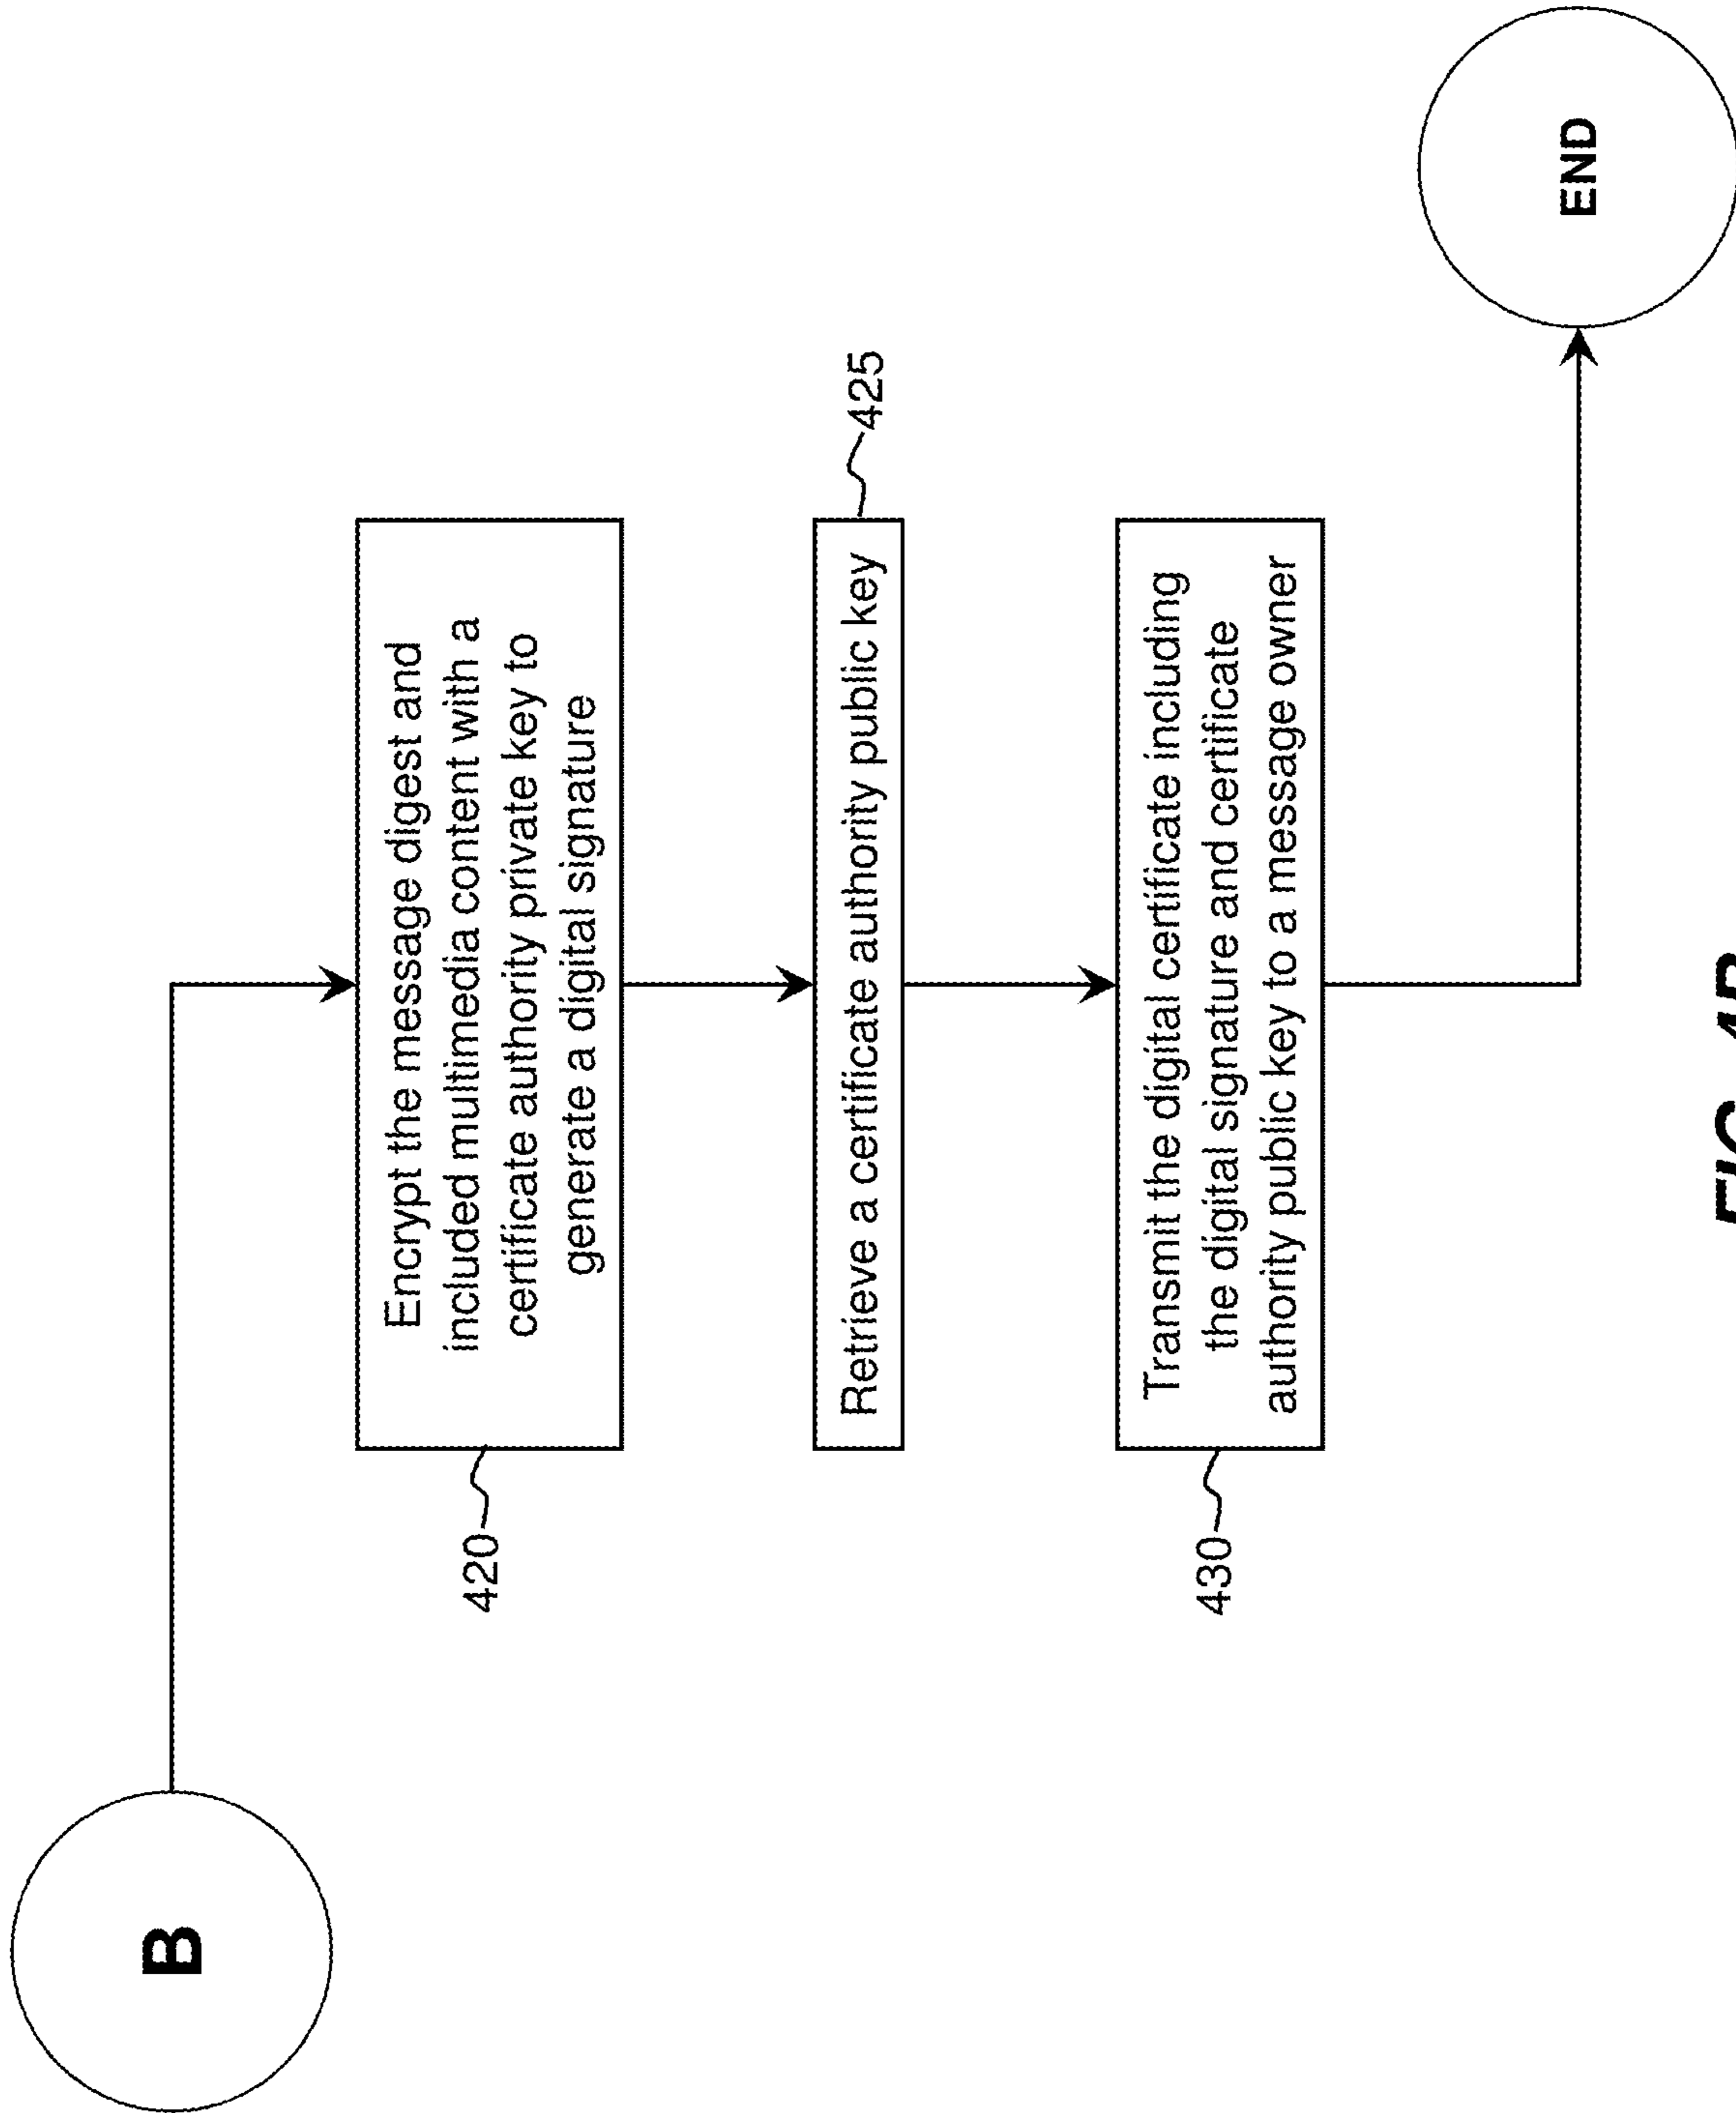 B
420
Encrypt the message digest and
included multimedia content with a
certificate authority private key to
generate a digital signature
Retrieve a certificate authority public key
425
430
Transmit the digital certificate including
the digital signature and certificate
authority public key to a message owner
END
FIG. 4B